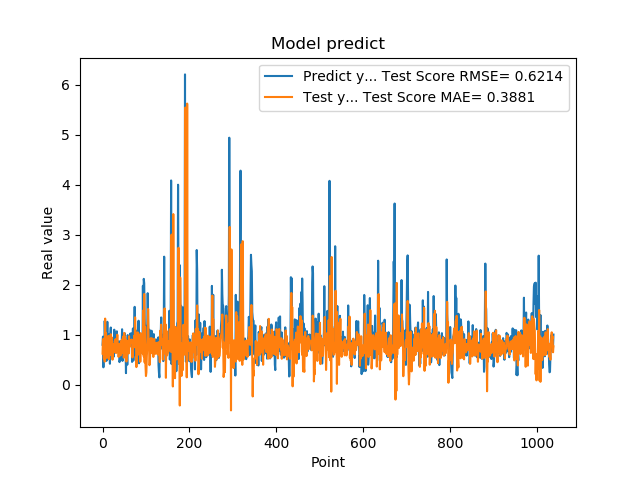 Model predict
Predict y... Test Score RMSE= 0.6214
Test y... Test Score MAE= 0.3881
Real value
6
5
4
3
2
1
0
0 200 400 600 800 1000
Point